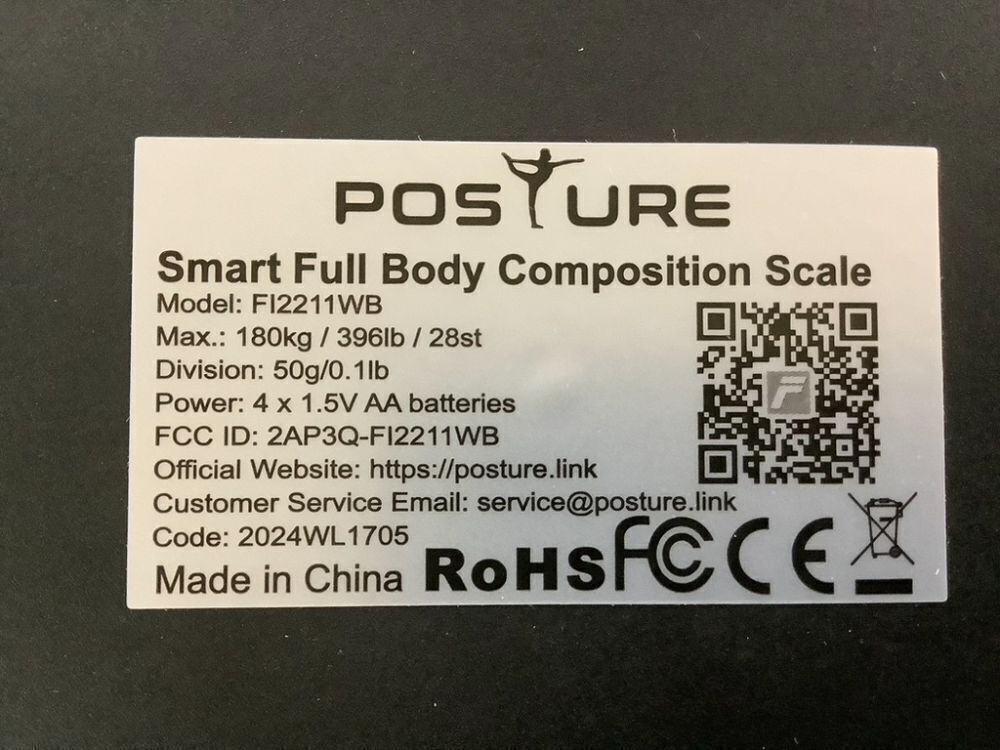 POSTURE
Smart Full Body Composition Scale
Model: FI2211WB
Max.: 180kg / 396lb / 28st
Division: 50g/0.1lb
Power: 4 x 1.5V AA batteries
FCC ID: 2AP3Q-FI2211WB
Official Website: https://posture.link
Customer Service Email: service@posture.link
Code: 2024WL1705
Made in China RoHS FCC CE
F